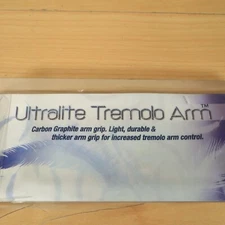 Ultralite Tremolo Arm™
Carbon Graphite arm grip. Light, durable &
thicker arm grip for increased tremolo arm control.